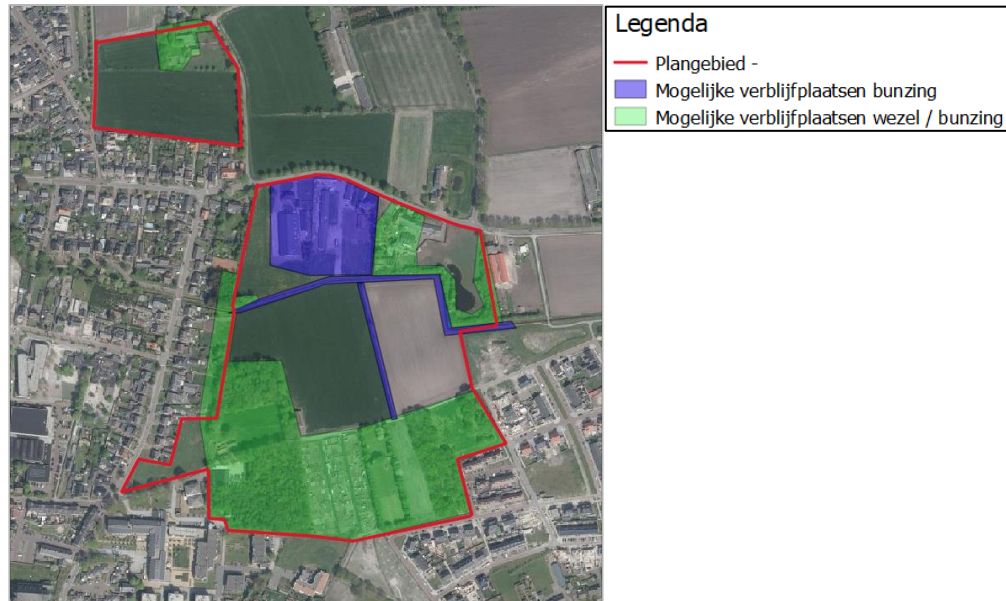 Legenda
Plangebied -
Mogelijke verblijfplaatsen bunzing
Mogelijke verblijfplaatsen wezel / bunzing